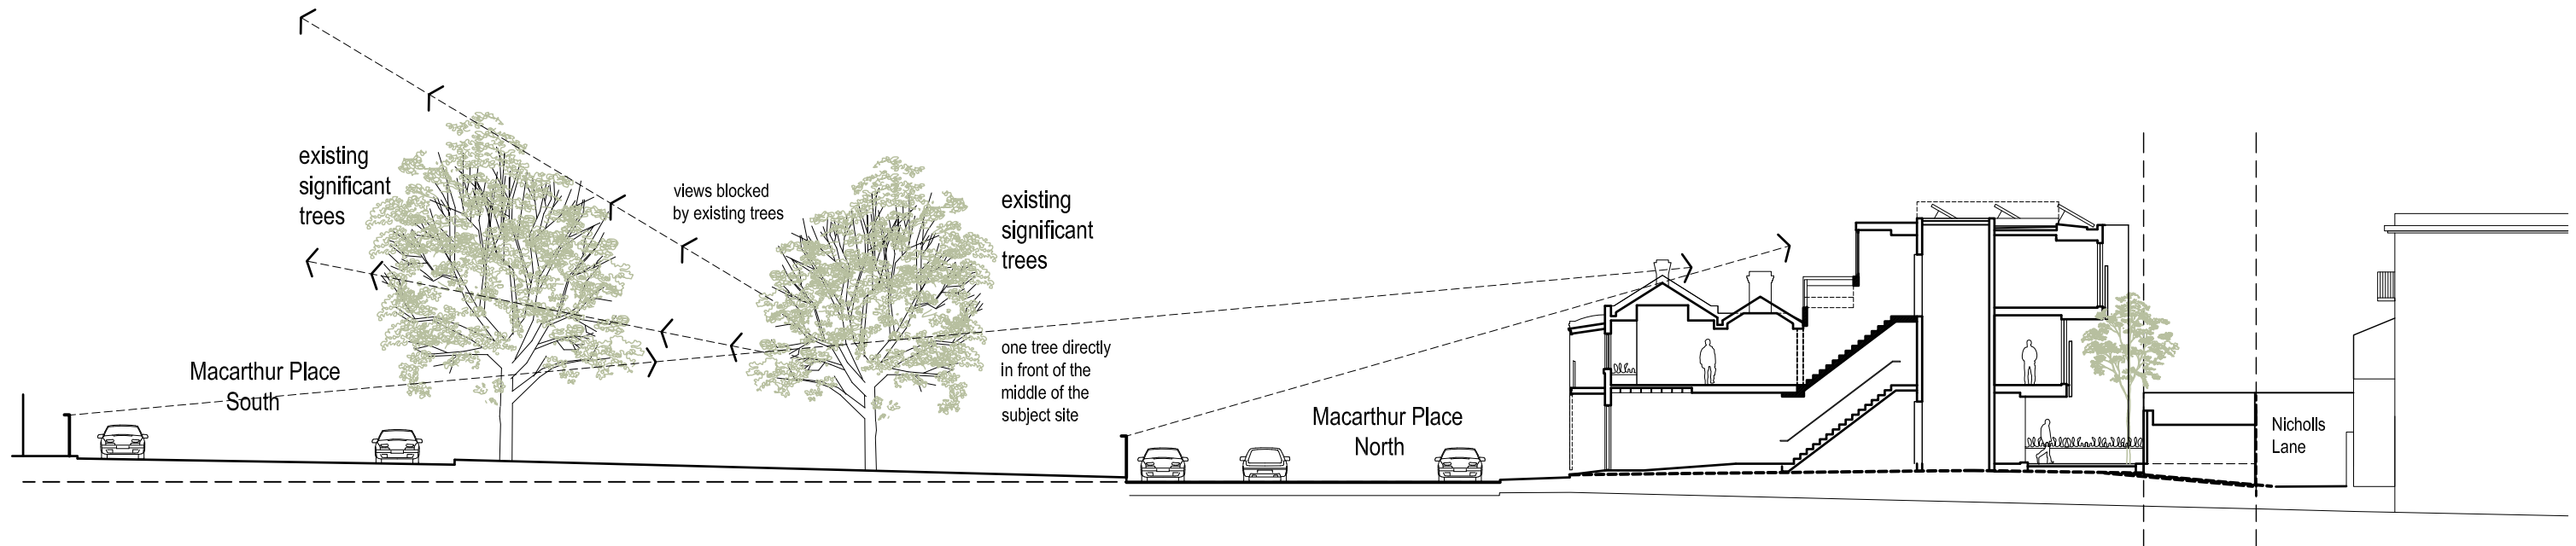 existing
significant
trees
views blocked
by existing trees
existing
significant
trees
Macarthur Place
South
one tree directly
in front of the
middle of the
subject site
Macarthur Place
North
Nicholls
Lane